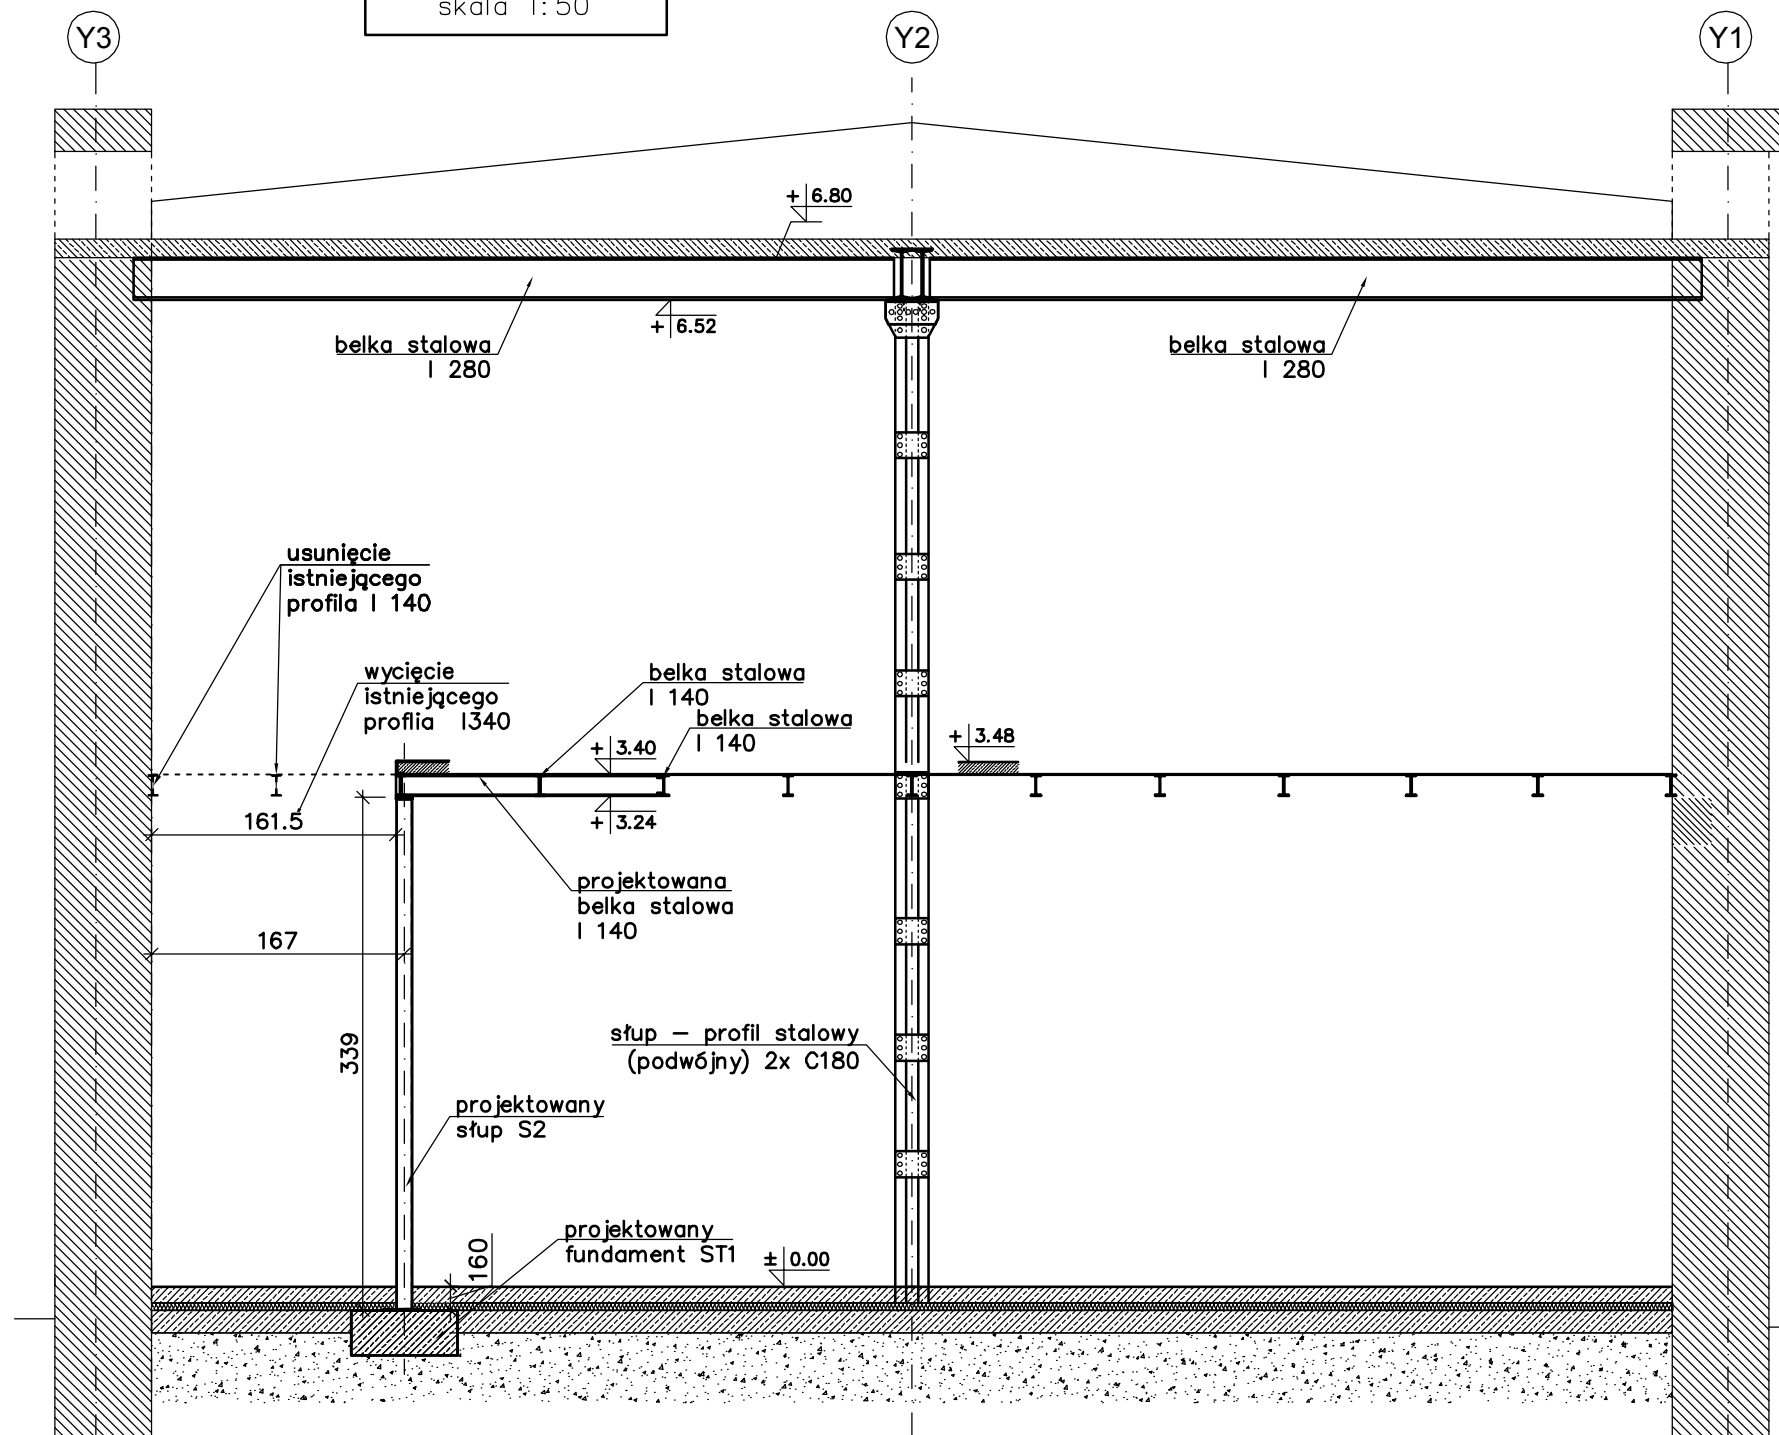 skala 1:50
Y3
Y2
Y1
+ 6.80
+ 6.52
belka stalowa
I 280
belka stalowa
I 280
usunięcie
istniejącego
profila I 140
wycięcie
istniejącego
proflia I340
belka stalowa
I 140
belka stalowa
I 140
+ 3.40
+ 3.48
+ 3.24
161.5
projektowana
belka stalowa
I 140
167
339
słup – profil stalowy
(podwójny) 2x C180
projektowany
słup S2
projektowany
fundament ST1
160
± 0.00